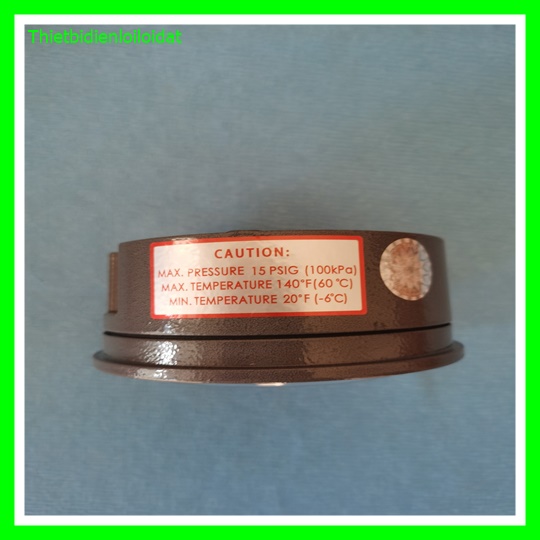 Thietbidienloiloidat
CAUTION:
MAX. PRESSURE 15 PSIG (100kPa)
MAX. TEMPERATURE 140°F(60 °C)
MIN. TEMPERATURE 20°F (-6°C)